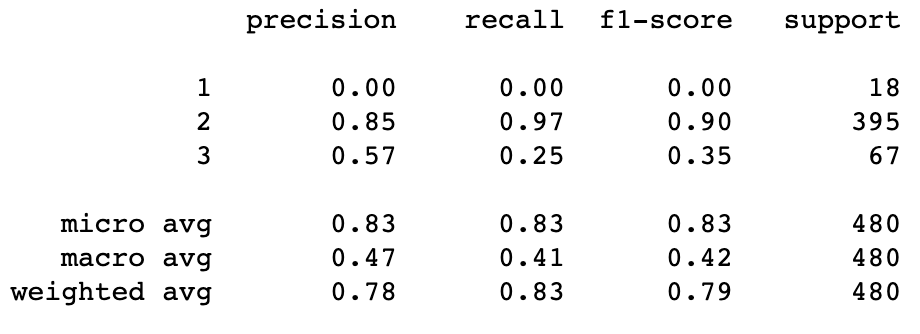 precision recall f1-score support
1 0.00 0.00 0.00 18
2 0.85 0.97 0.90 395
3 0.57 0.25 0.35 67
micro avg 0.83 0.83 0.83 480
macro avg 0.47 0.41 0.42 480
weighted avg 0.78 0.83 0.79 480